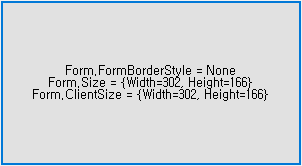 Form.FormBorderStyle = None
Form.Size = {Width=302, Height=166}
Form.ClientSize = {Width=302, Height=166}